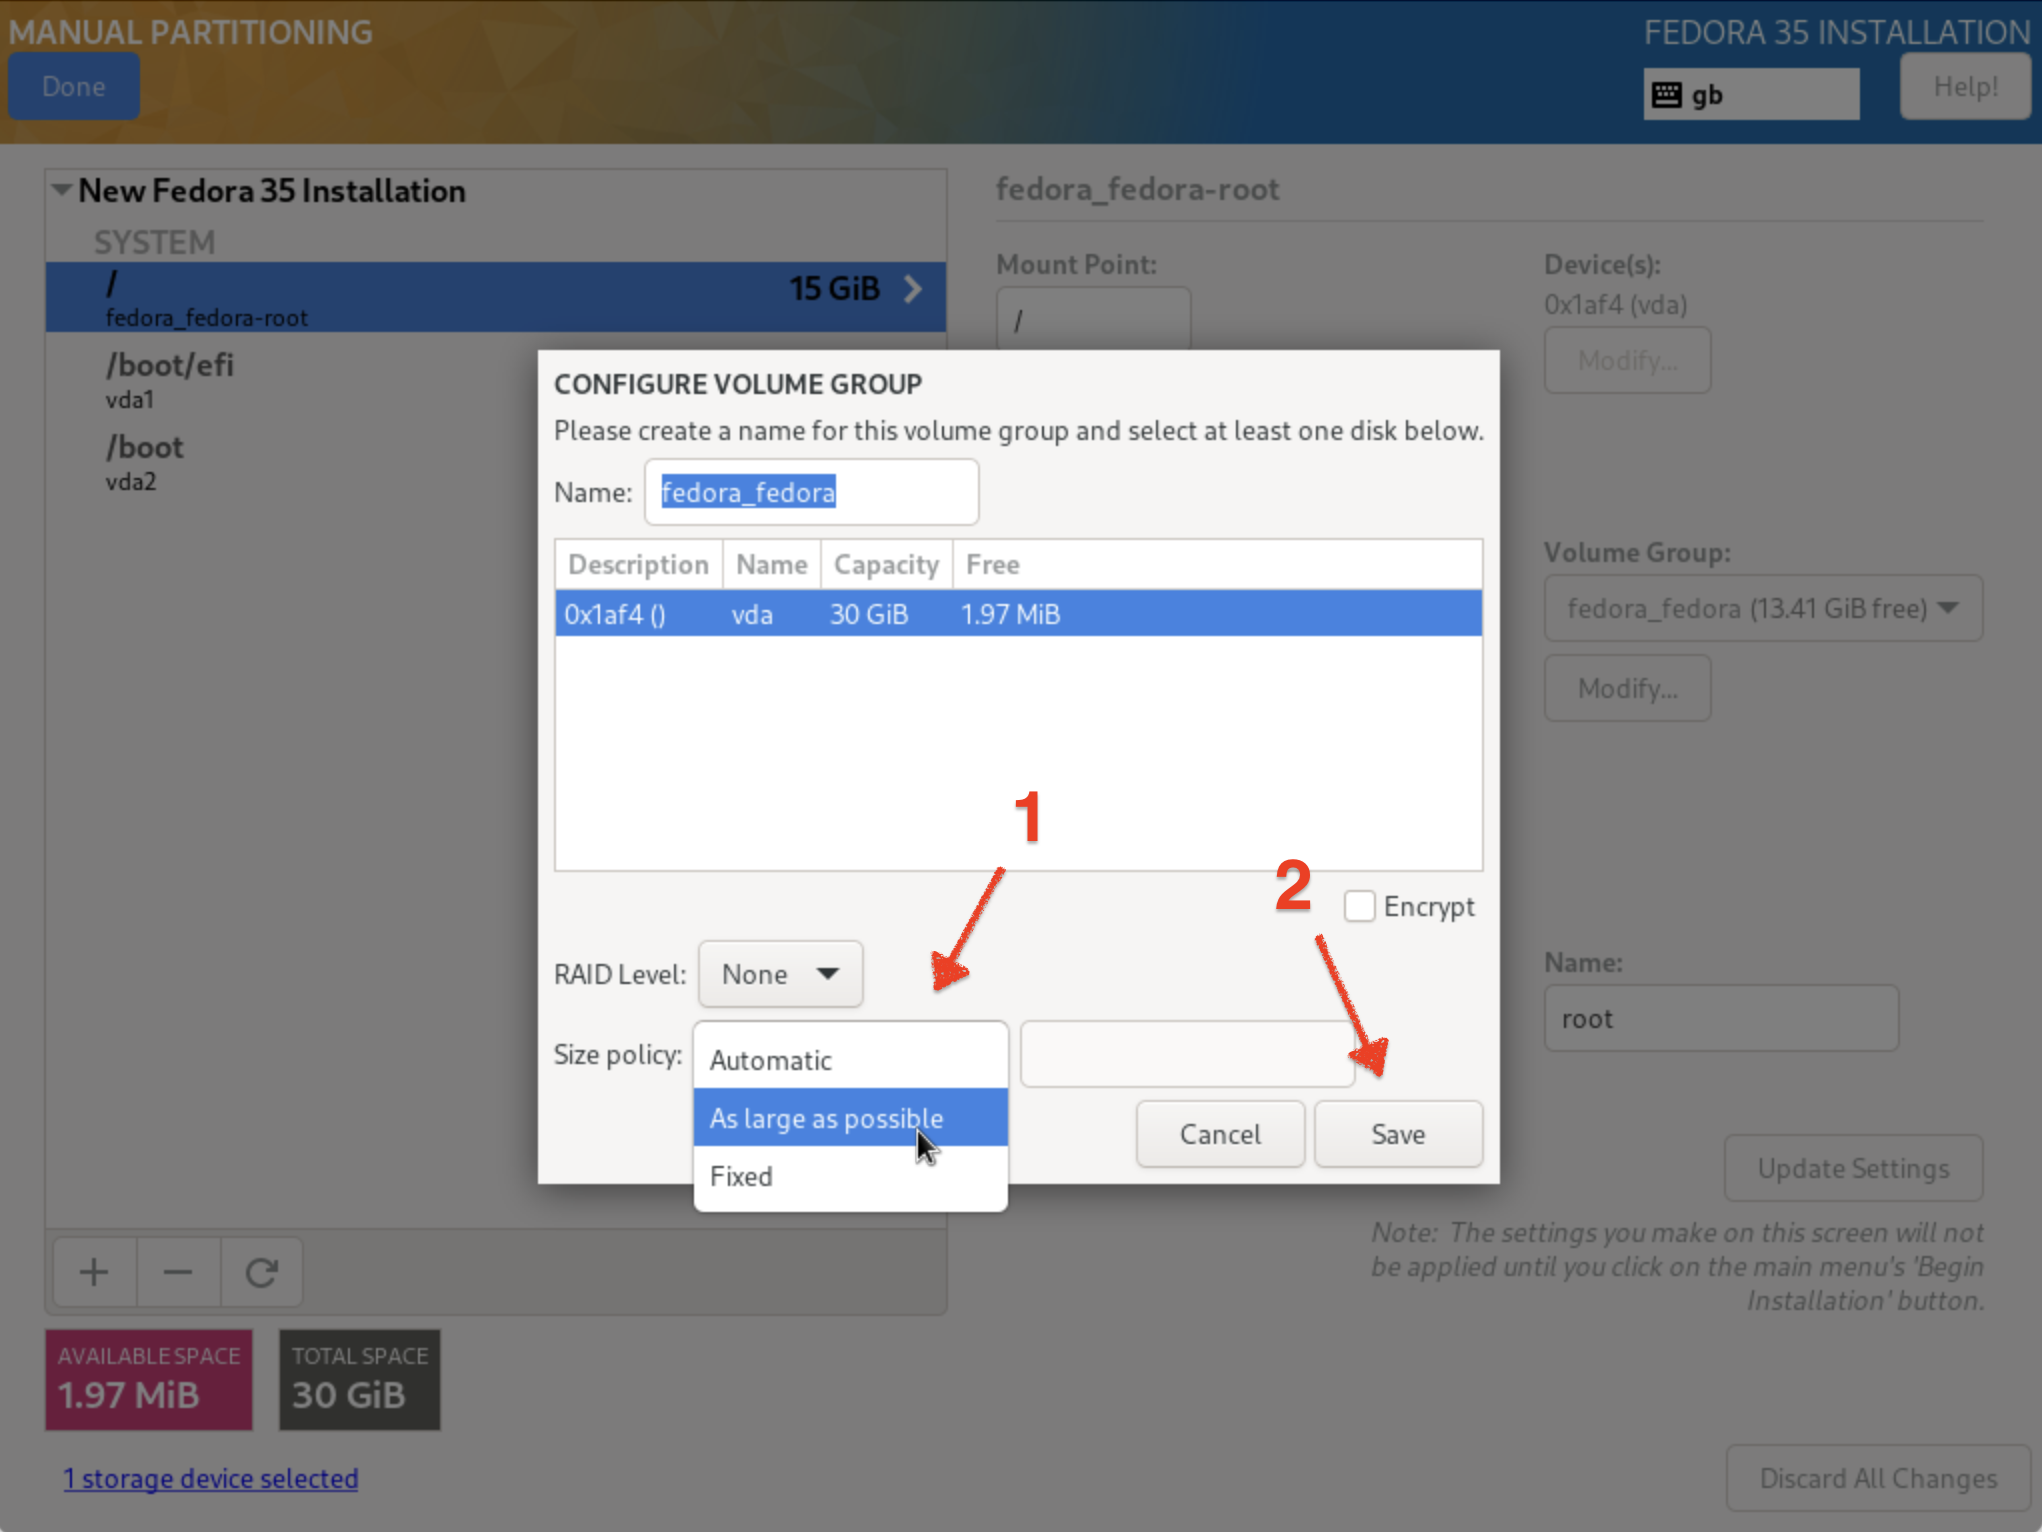 MANUAL PARTITIONING
FEDORA 35 INSTALLATION
Done
gb
Help!
New Fedora 35 Installation
SYSTEM
/
15 GiB
fedora_fedora-root
/boot/efi
vda1
/boot
vda2
fedora_fedora-root
Mount Point:
/
Device(s):
0x1af4 (vda)
Modify...
Volume Group:
fedora_fedora (13.41 GiB free)
Modify...
Name:
root
Update Settings
Note: The settings you make on this screen will not
be applied until you click on the main menu's 'Begin
Installation' button.
CONFIGURE VOLUME GROUP
Please create a name for this volume group and select at least one disk below.
Name: fedora_fedora
Description Name Capacity Free
0x1af4 () vda 30 GiB 1.97 MiB
1
2
Encrypt
RAID Level: None
Size policy:
Automatic
As large as possible
Fixed
Cancel
Save
AVAILABLE SPACE
1.97 MiB
TOTAL SPACE
30 GiB
1 storage device selected
Discard All Changes